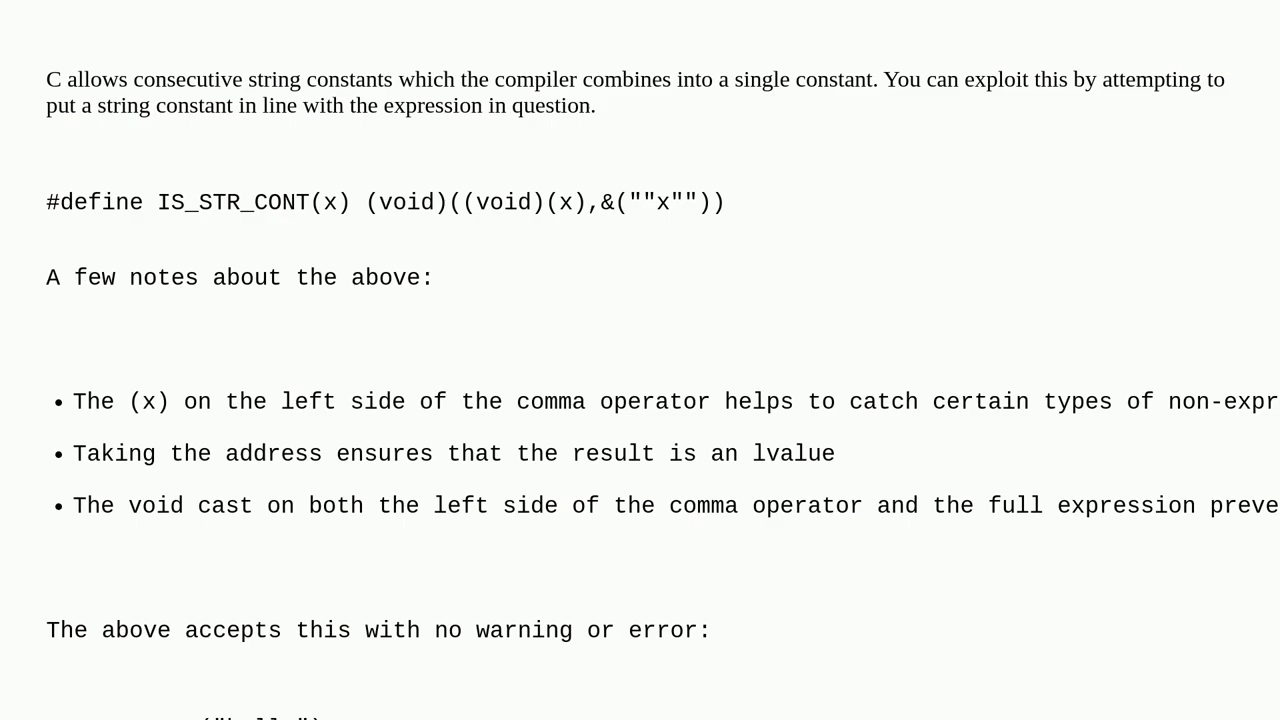 C allows consecutive string constants which the compiler combines into a single constant. You can exploit this by attempting to
put a string constant in line with the expression in question.
#define IS_STR_CONT(x) (void)((void)(x),&(""x""))
A few notes about the above:
• The (x) on the left side of the comma operator helps to catch certain types of
• Taking the address ensures that the result is an lvalue
• The void cast on both the left side of the comma operator and the full expression
The above accepts this with no warning or error: